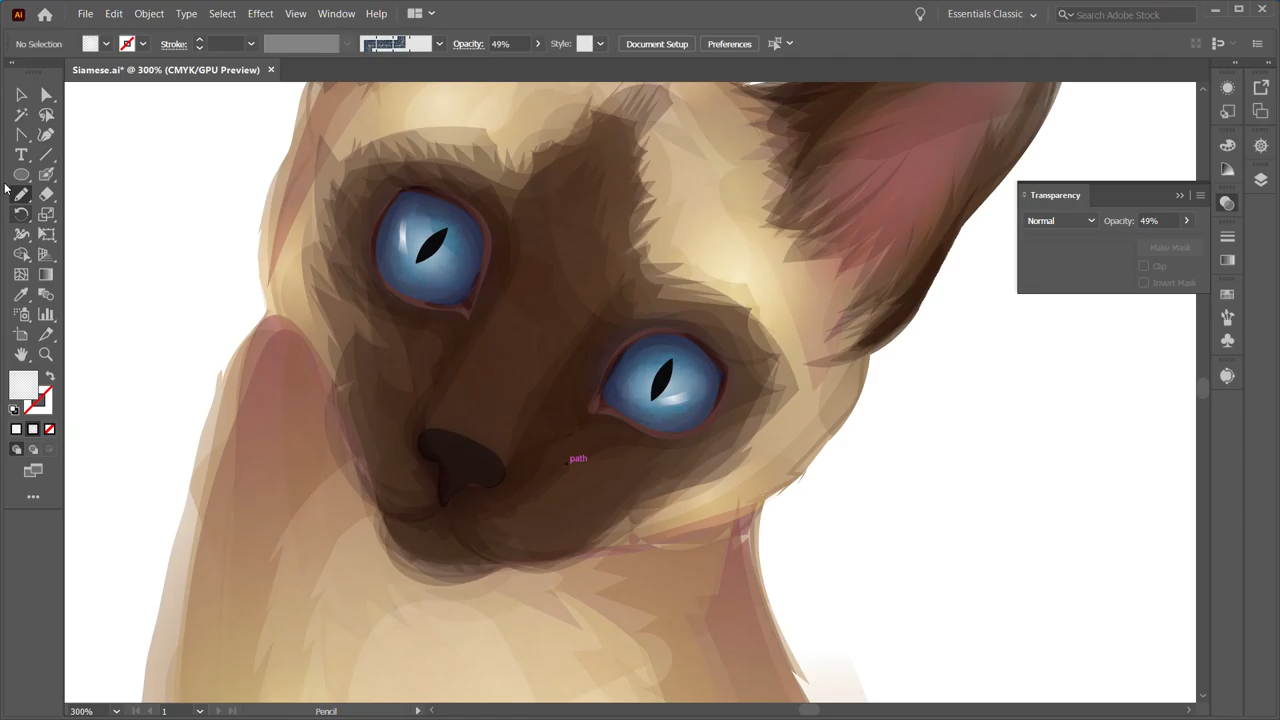 Ai File Edit Object Type Select Effect View Window Help Essentials Classic Search Adobe Stock
No Selection Stroke: Opacity: 49% Style: Document Setup Preferences
Siamese.ai* @ 300% (CMYK/GPU Preview)
Transparency
Normal Opacity: 49%
Make Mask
Clip
Invert Mask
path
300% 1 Pencil